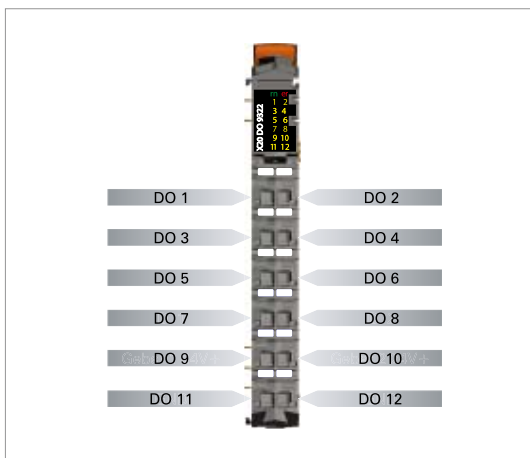 r e
1 2
3 4
5 6
7 8
9 10
11 12
X20 DO 9322
DO 1 DO 2
DO 3 DO 4
DO 5 DO 6
DO 7 DO 8
DO 9 DO 10
DO 11 DO 12